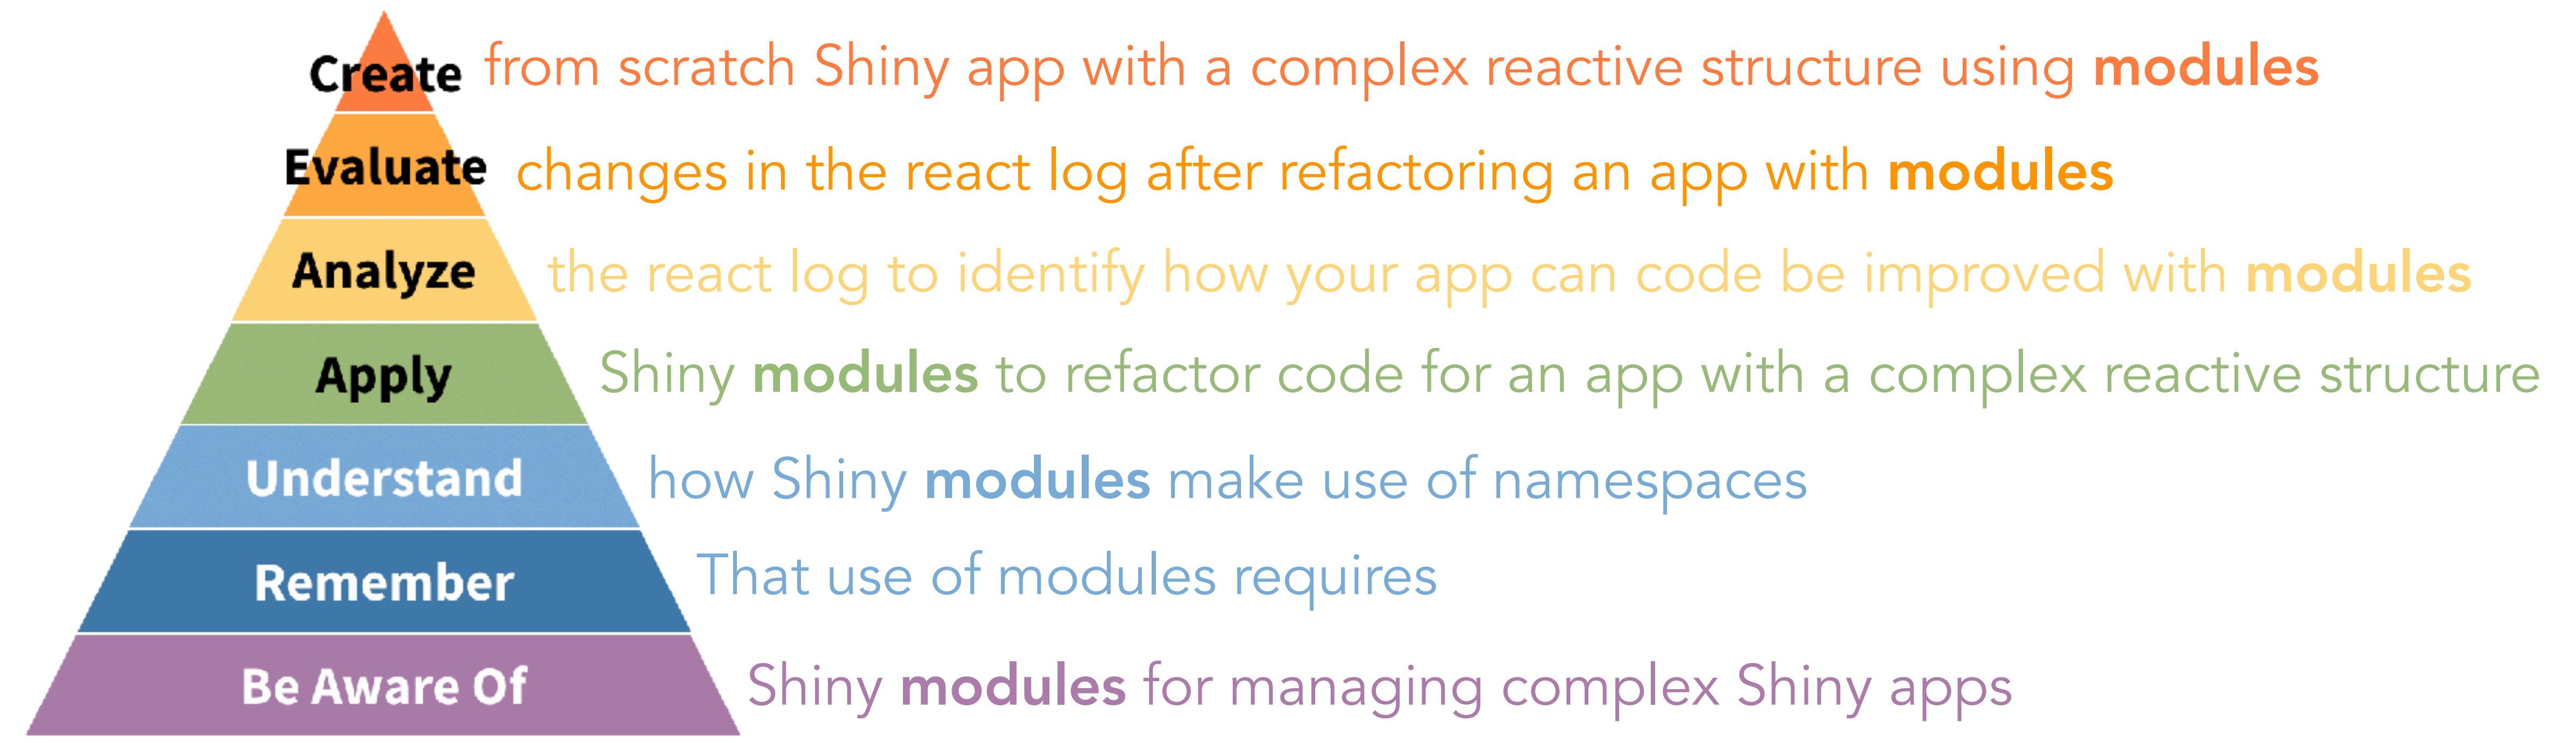 Create from scratch Shiny app with a complex reactive structure using modules
Evaluate changes in the react log after refactoring an app with modules
Analyze the react log to identify how your app can code be improved with modules
Apply Shiny modules to refactor code for an app with a complex reactive structure
Understand how Shiny modules make use of namespaces
Remember That use of modules requires
Be Aware Of Shiny modules for managing complex Shiny apps